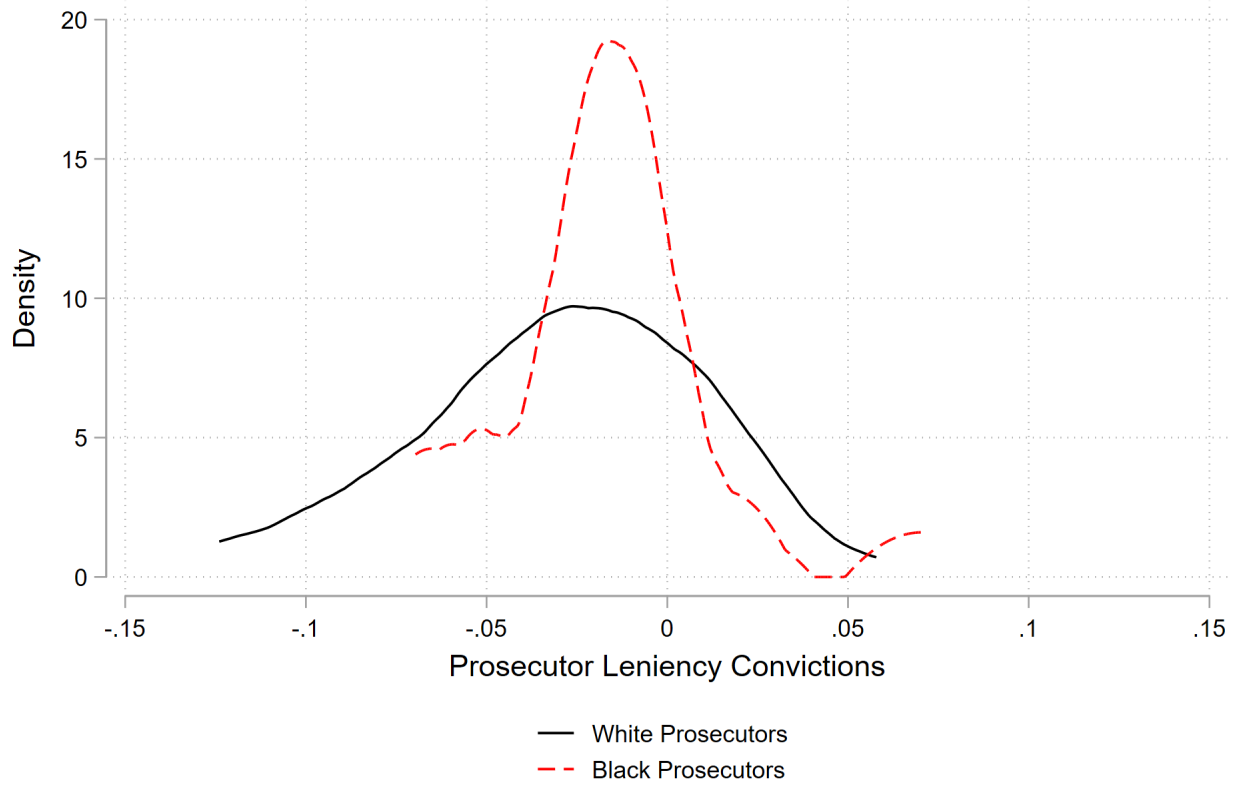 20
15
10
5
0
Density
-.15 -.1 -.05 0 .05 .1 .15
Prosecutor Leniency Convictions
White Prosecutors
Black Prosecutors